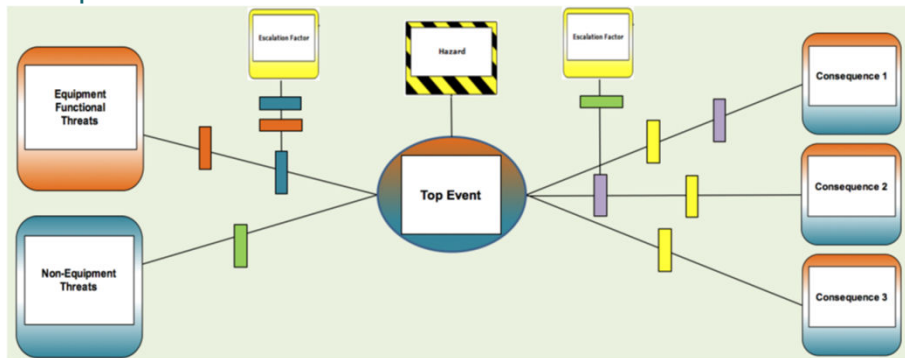 Escalation Factor
Hazard
Escalation Factor
Equipment
Functional
Threats
Consequence 1
Top Event
Consequence 2
Non-Equipment
Threats
Consequence 3